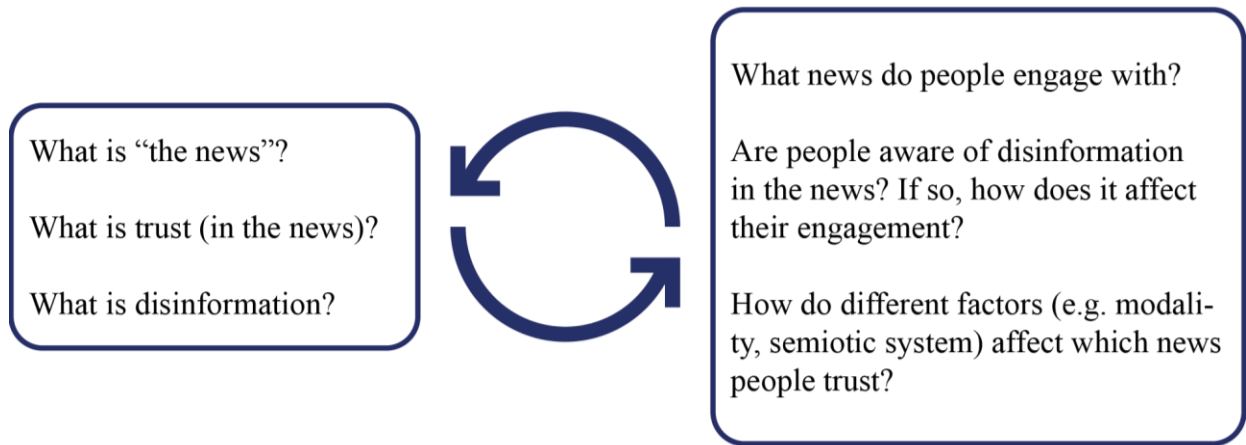 What is “the news”?
What is trust (in the news)?
What is disinformation?
What news do people engage with?
Are people aware of disinformation
in the news? If so, how does it affect
their engagement?
How do different factors (e.g. modali-
ty, semiotic system) affect which news
people trust?